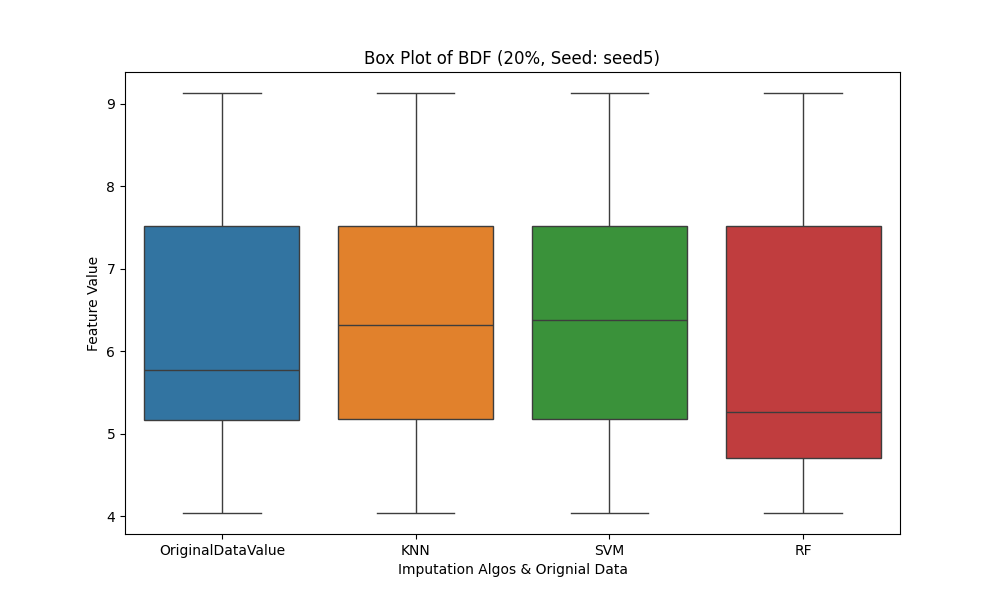 Box Plot of BDF (20%, Seed: seed5)
Feature Value
9
8
7
6
5
4
OriginalDataValue
KNN
SVM
RF
Imputation Algos & Orignial Data